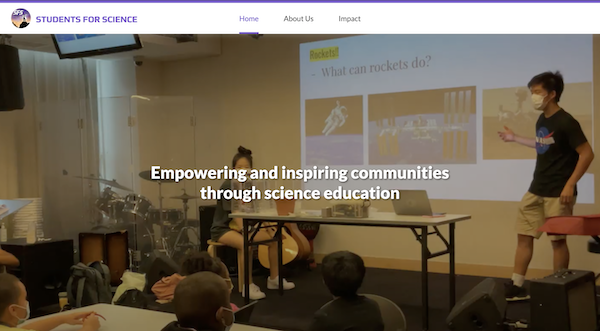 SFS
STUDENTS FOR SCIENCE
Home
About Us
Impact
Rockets!!
- What can rockets do?
Empowering and inspiring communities
through science education